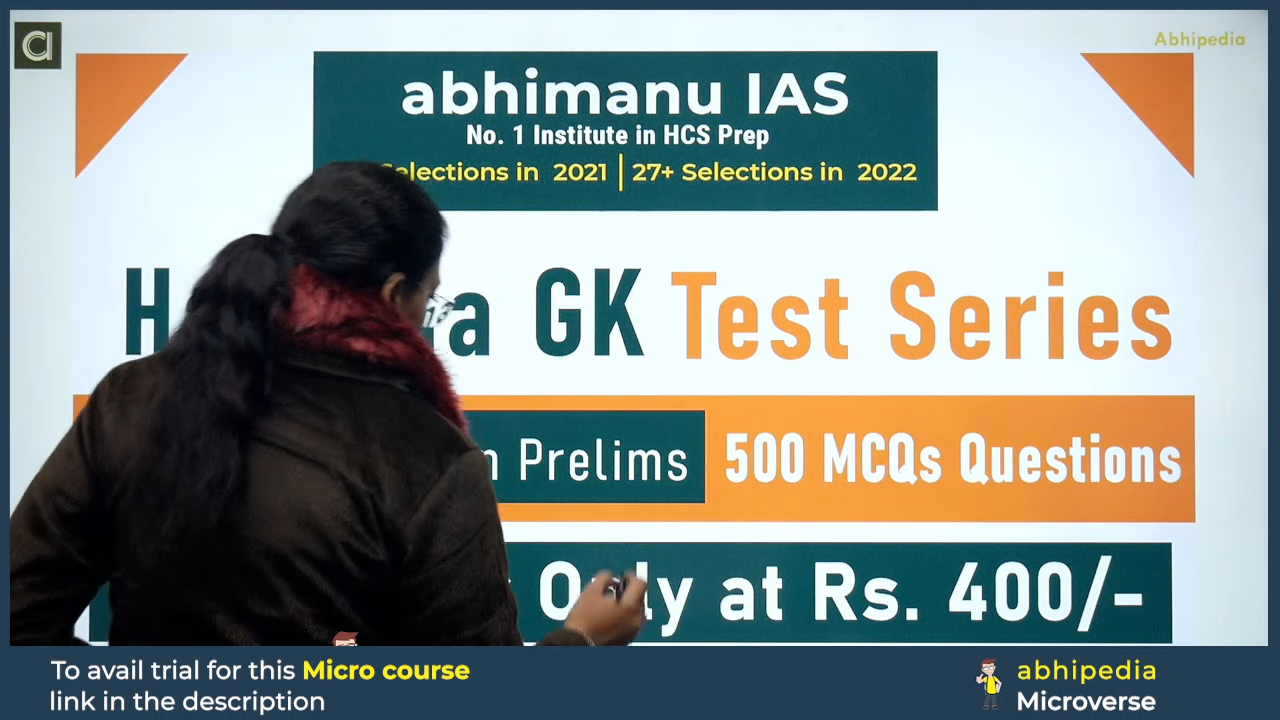 Abhipedia
abhimanu IAS
No. 1 Institute in HCS Prep
Selections in 2021 | 27+ Selections in 2022
GK Test Series
Prelims 500 MCQs Questions
Only at Rs. 400/-
To avail trial for this Micro course
link in the description
abhipedia
Microverse